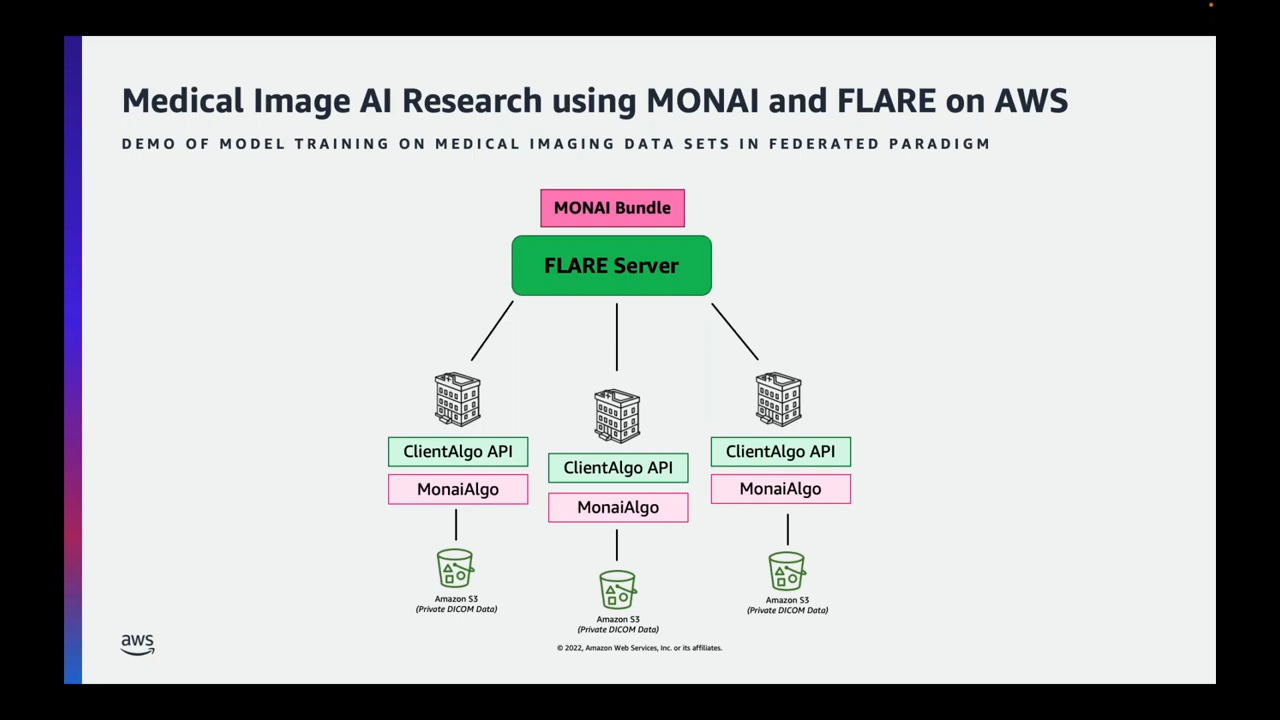 Medical Image AI Research using MONAI and FLARE on AWS
DEMO OF MODEL TRAINING ON MEDICAL IMAGING DATA SETS IN FEDERATED PARADIGM
MONAI Bundle
FLARE Server
ClientAlgo API
MonaiAlgo
Amazon S3
(Private DICOM Data)
ClientAlgo API
MonaiAlgo
Amazon S3
(Private DICOM Data)
ClientAlgo API
MonaiAlgo
Amazon S3
(Private DICOM Data)
aws
© 2022, Amazon Web Services, Inc. or its affiliates.